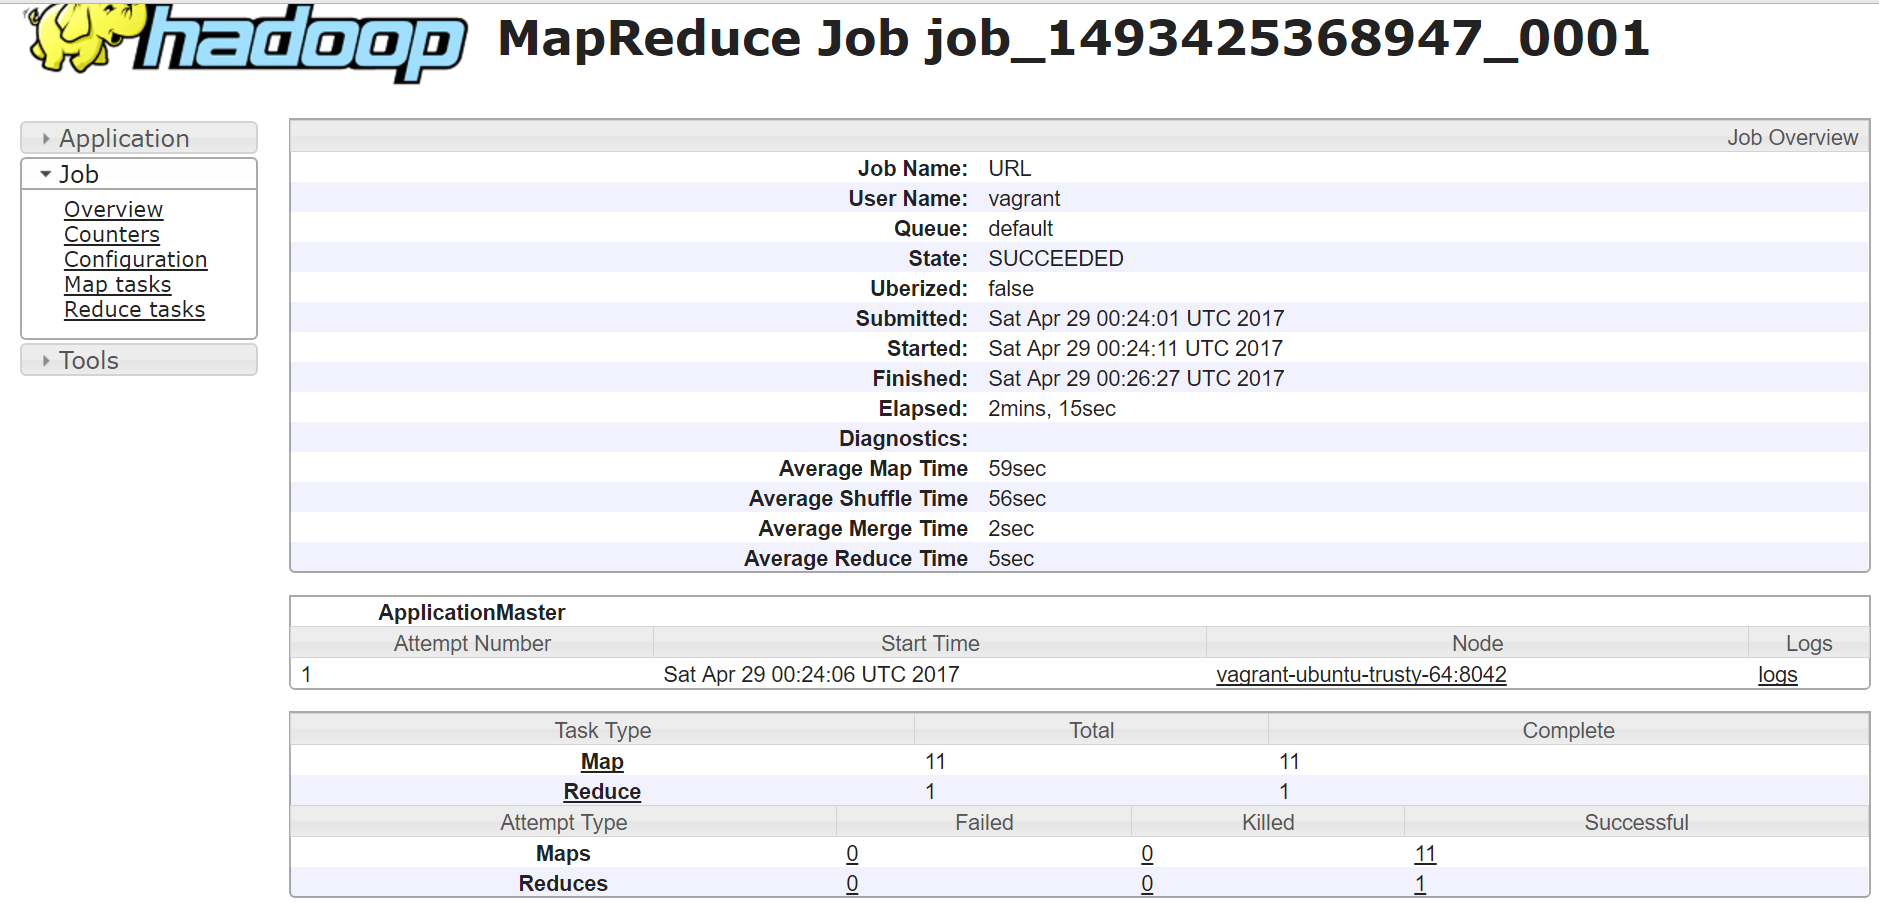 hadoop MapReduce Job job_1493425368947_0001
Application
Job
Overview
Counters
Configuration
Map tasks
Reduce tasks
Tools
Job Overview
Job Name: URL
User Name: vagrant
Queue: default
State: SUCCEEDED
Uberized: false
Submitted: Sat Apr 29 00:24:01 UTC 2017
Started: Sat Apr 29 00:24:11 UTC 2017
Finished: Sat Apr 29 00:26:27 UTC 2017
Elapsed: 2mins, 15sec
Diagnostics:
Average Map Time 59sec
Average Shuffle Time 56sec
Average Merge Time 2sec
Average Reduce Time 5sec
ApplicationMaster
Attempt Number Start Time Node Logs
1 Sat Apr 29 00:24:06 UTC 2017 vagrant-ubuntu-trusty-64:8042 logs
Task Type Total Complete
Map 11 11
Reduce 1 1
Attempt Type Failed Killed Successful
Maps 0 0 11
Reduces 0 0 1